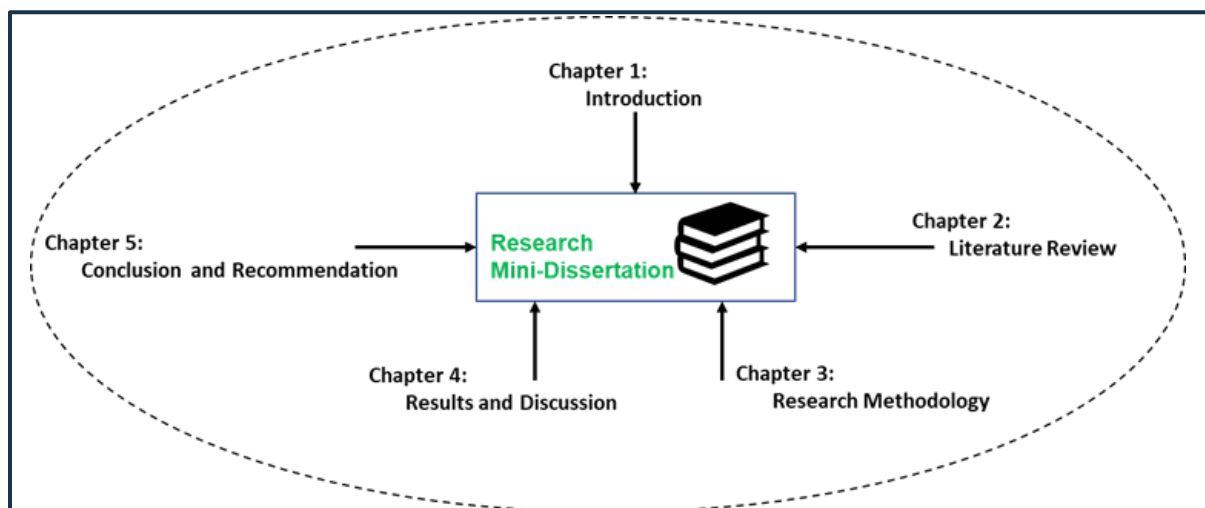 Chapter 1:
Introduction
Chapter 5:
Conclusion and Recommendation
Research
Mini-Dissertation
Chapter 2:
Literature Review
Chapter 4:
Results and Discussion
Chapter 3:
Research Methodology